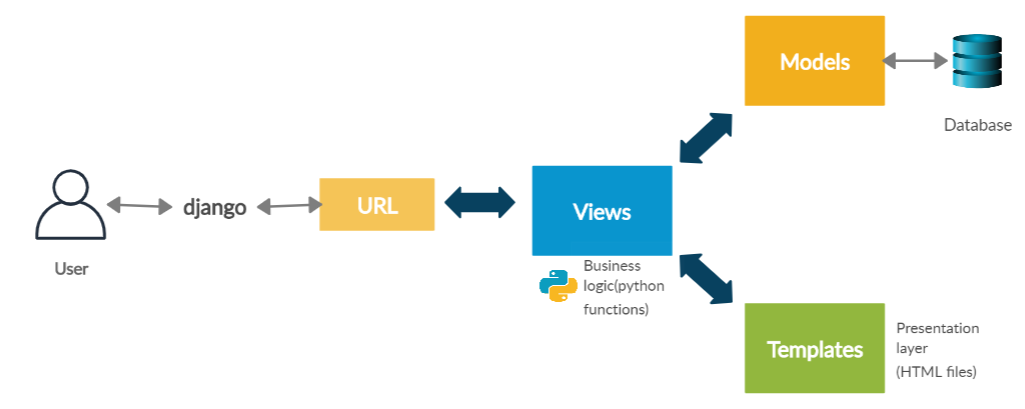 Models
Database
django
URL
Views
User
Business
logic(python
functions)
Templates
Presentation
layer
(HTML files)